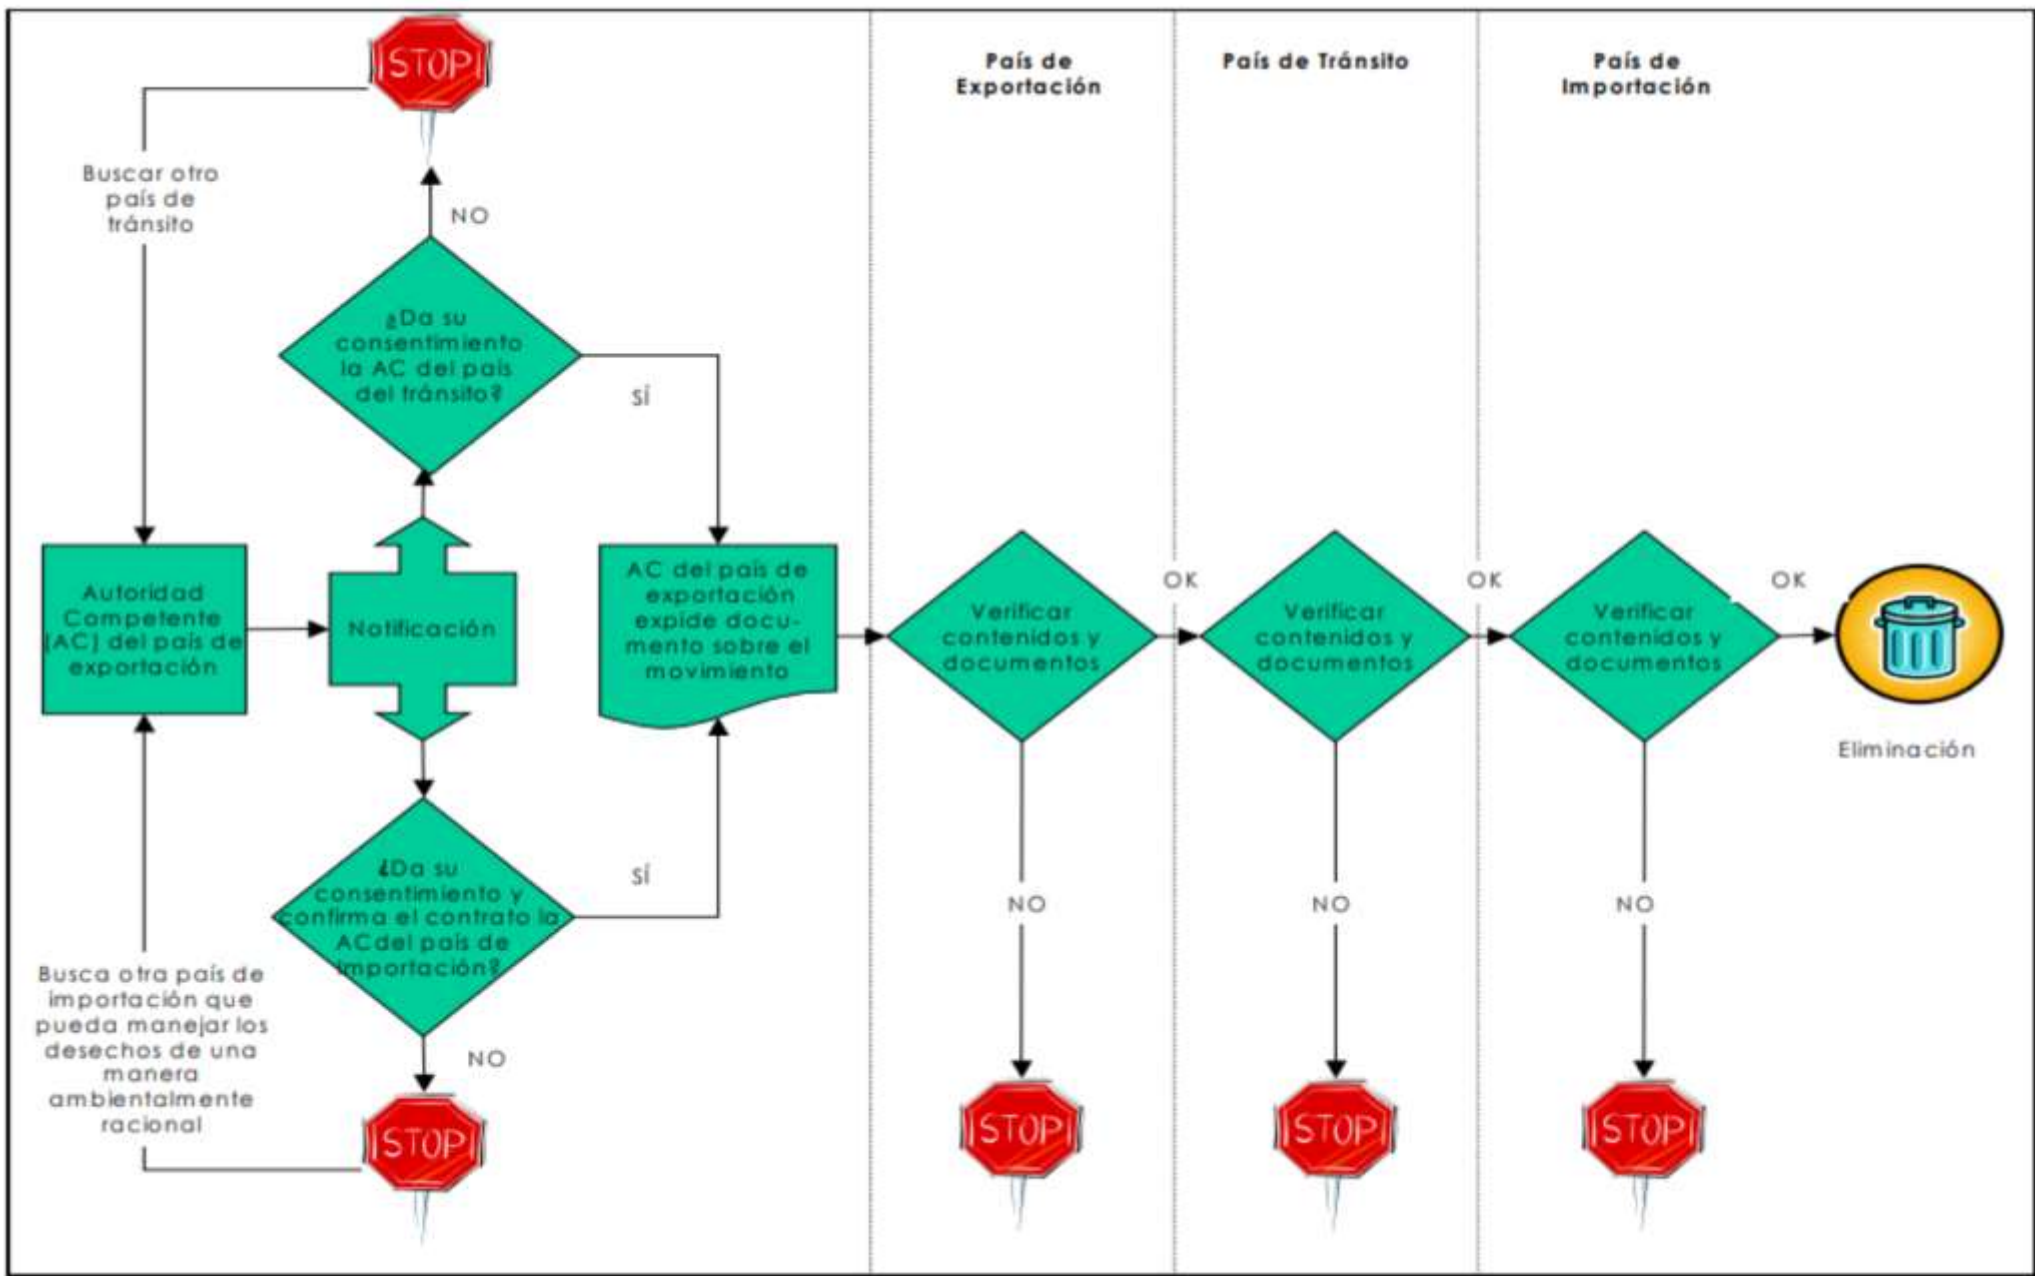 STOP
País de
Exportación
País de Tránsito
País de
Importación
Buscar otro
país de
tránsito
NO
¿Da su
consentimiento
la AC del país
del tránsito?
SÍ
Autoridad
Competente
(AC) del país de
exportación
Notificación
AC del país de
exportación
expide docu-
mento sobre el
movimiento
Verificar
contenidos y
documentos
OK
Verificar
contenidos y
documentos
OK
Verificar
contenidos y
documentos
OK
Eliminación
¿Da su
consentimiento y
confirma el contrato la
ACdel país de
importación?
SÍ
NO
NO
NO
Busca otra país de
importación que
pueda manejar los
desechos de una
manera
ambientalmente
racional
NO
STOP
STOP
STOP
STOP